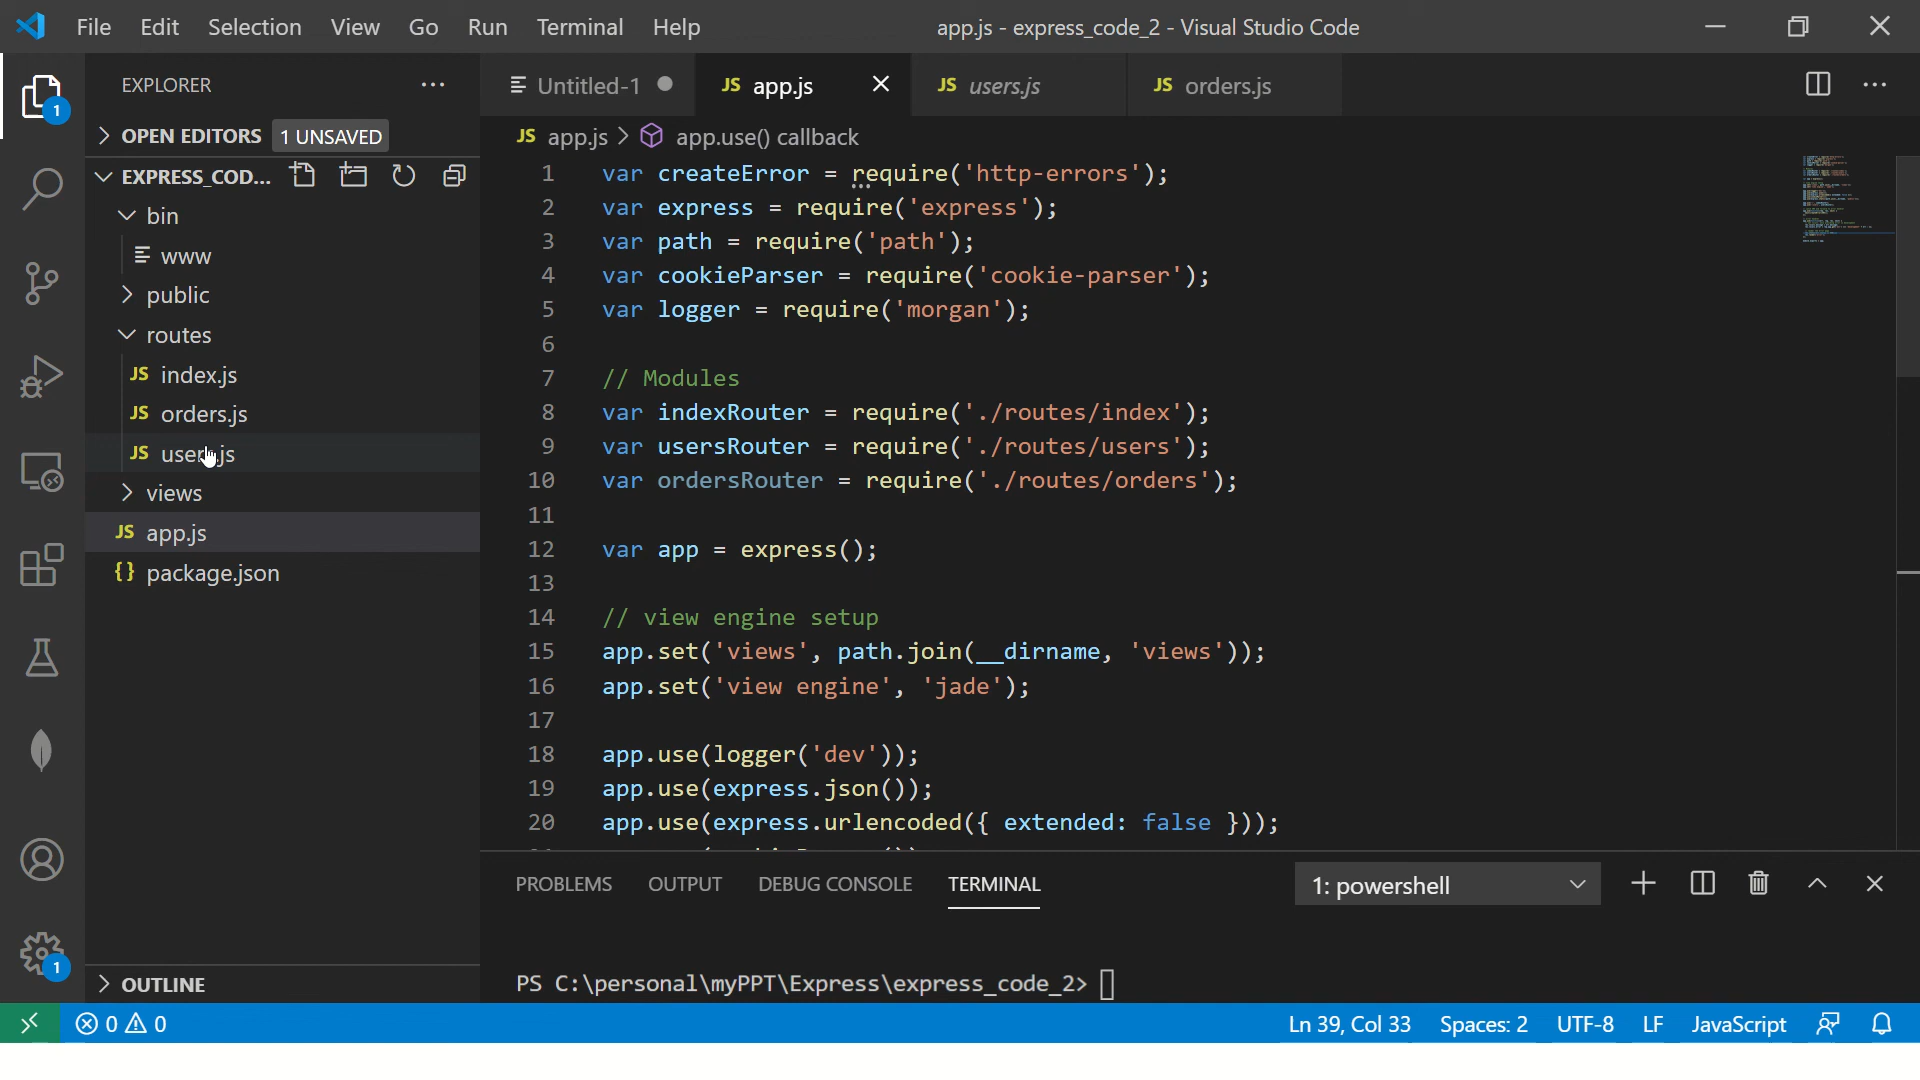 File Edit Selection View Go Run Terminal Help
app.js - express_code_2 - Visual Studio Code
EXPLORER
1
OPEN EDITORS 1 UNSAVED
EXPRESS_COD...
bin
www
public
routes
JS index.js
JS orders.js
JS users.js
views
JS app.js
{} package.json
OUTLINE
1
Untitled-1 JS app.js JS users.js JS orders.js
JS app.js > app.use() callback
1 var createError = require('http-errors');
2 var express = require('express');
3 var path = require('path');
4 var cookieParser = require('cookie-parser');
5 var logger = require('morgan');
6
7 // Modules
8 var indexRouter = require('./routes/index');
9 var usersRouter = require('./routes/users');
10 var ordersRouter = require('./routes/orders');
11
12 var app = express();
13
14 // view engine setup
15 app.set('views', path.join(__dirname, 'views'));
16 app.set('view engine', 'jade');
17
18 app.use(logger('dev'));
19 app.use(express.json());
20 app.use(express.urlencoded({ extended: false }));
PROBLEMS OUTPUT DEBUG CONSOLE TERMINAL 1: powershell
PS C:\personal\myPPT\Express\express_code_2>
0 0 Ln 39, Col 33 Spaces: 2 UTF-8 LF JavaScript